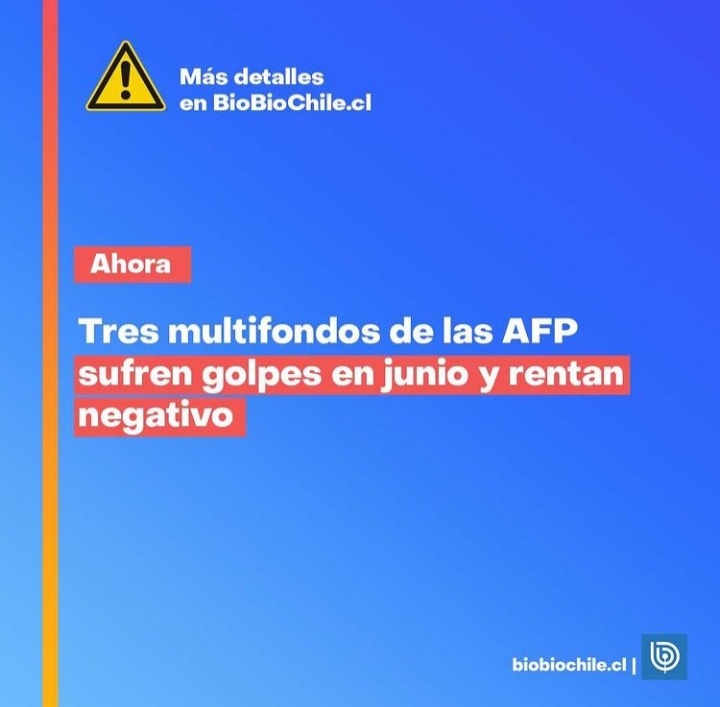 Más detalles
en BioBioChile.cl
Ahora
Tres multifondos de las AFP
sufren golpes en junio y rentan
negativo
biobiochile.cl |